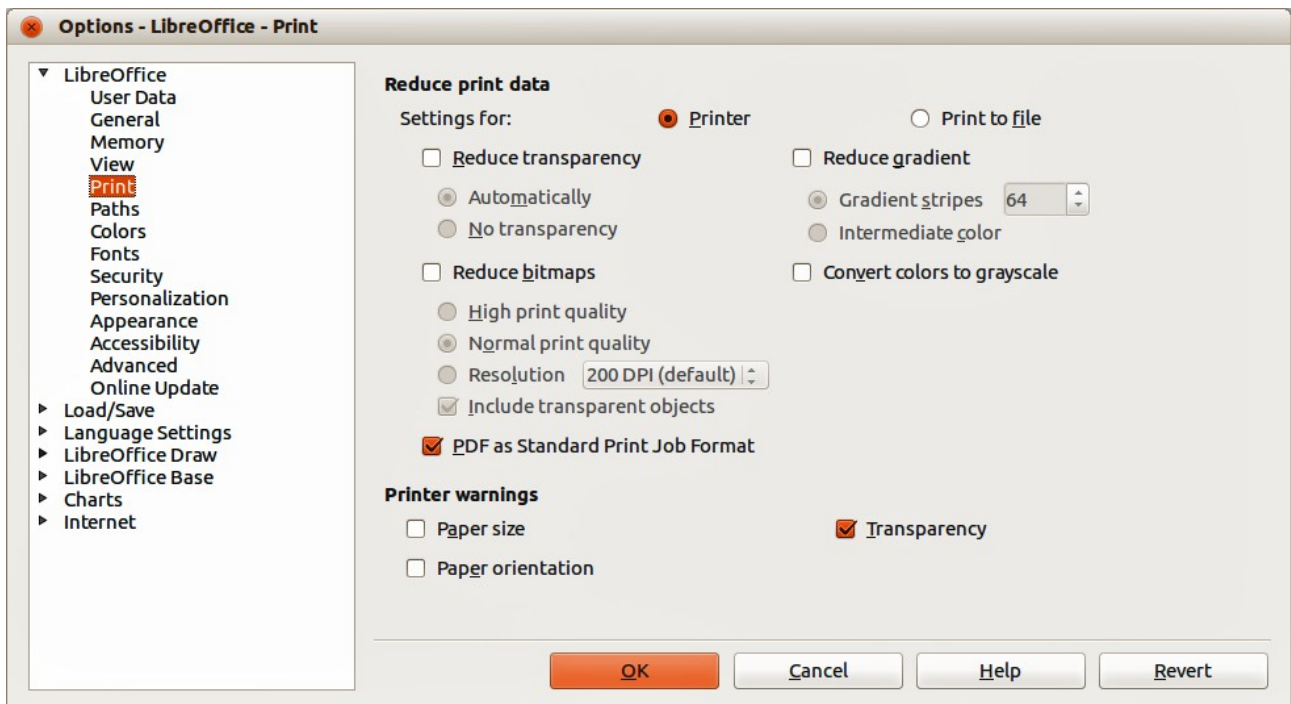 Options - LibreOffice - Print
LibreOffice
User Data
General
Memory
View
Print
Paths
Colors
Fonts
Security
Personalization
Appearance
Accessibility
Advanced
Online Update
Load/Save
Language Settings
LibreOffice Draw
LibreOffice Base
Charts
Internet
Reduce print data
Settings for: Printer Print to file
Reduce transparency Reduce gradient
Automatically Gradient stripes 64
No transparency Intermediate color
Reduce bitmaps Convert colors to grayscale
High print quality
Normal print quality
Resolution 200 DPI (default)
Include transparent objects
PDF as Standard Print Job Format
Printer warnings
Paper size Transparency
Paper orientation
OK Cancel Help Revert